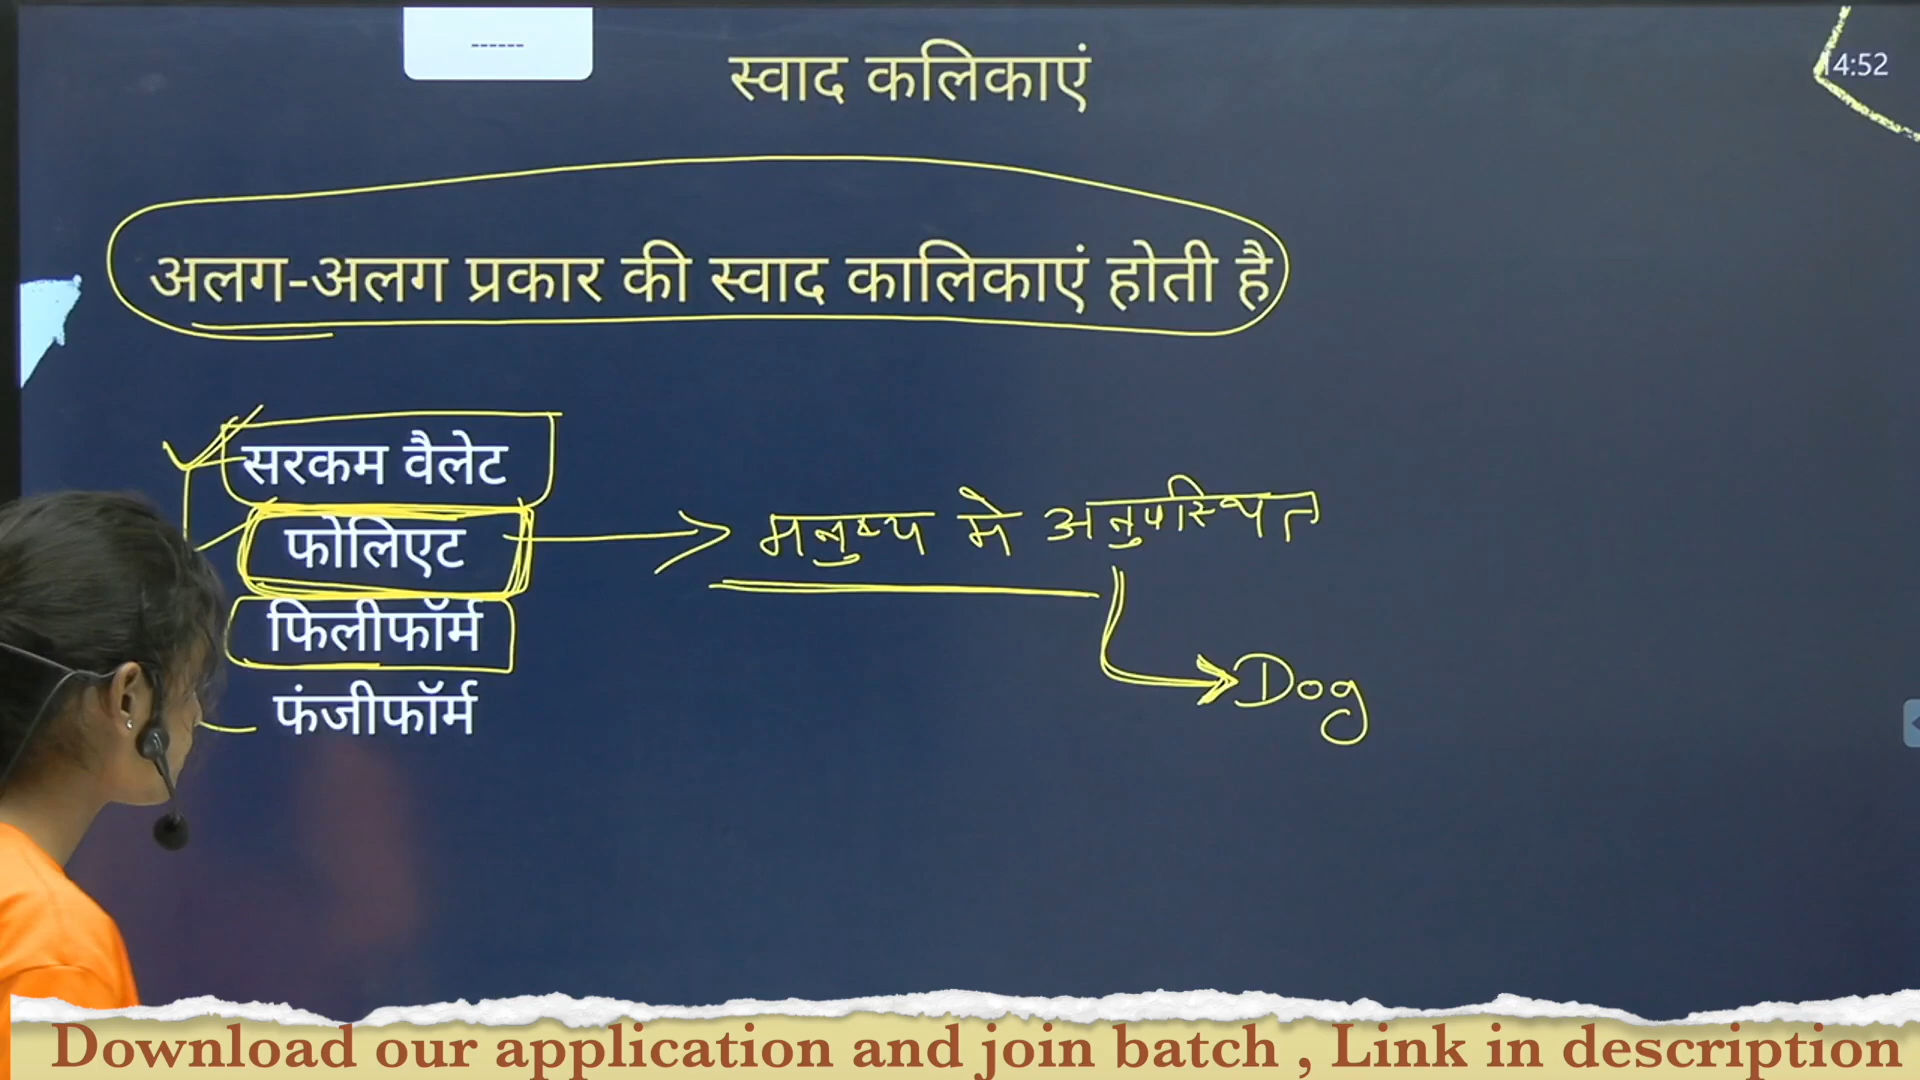 ------
स्वाद कलिकाएं
4:52
अलग-अलग प्रकार की स्वाद कालिकाएं होती है
सरकम वैलेट
फोलिएट
मनुष्य मे अनुपस्थित
फिलीफॉर्म
Dog
फंजीफॉर्म
Download our application and join batch , Link in description